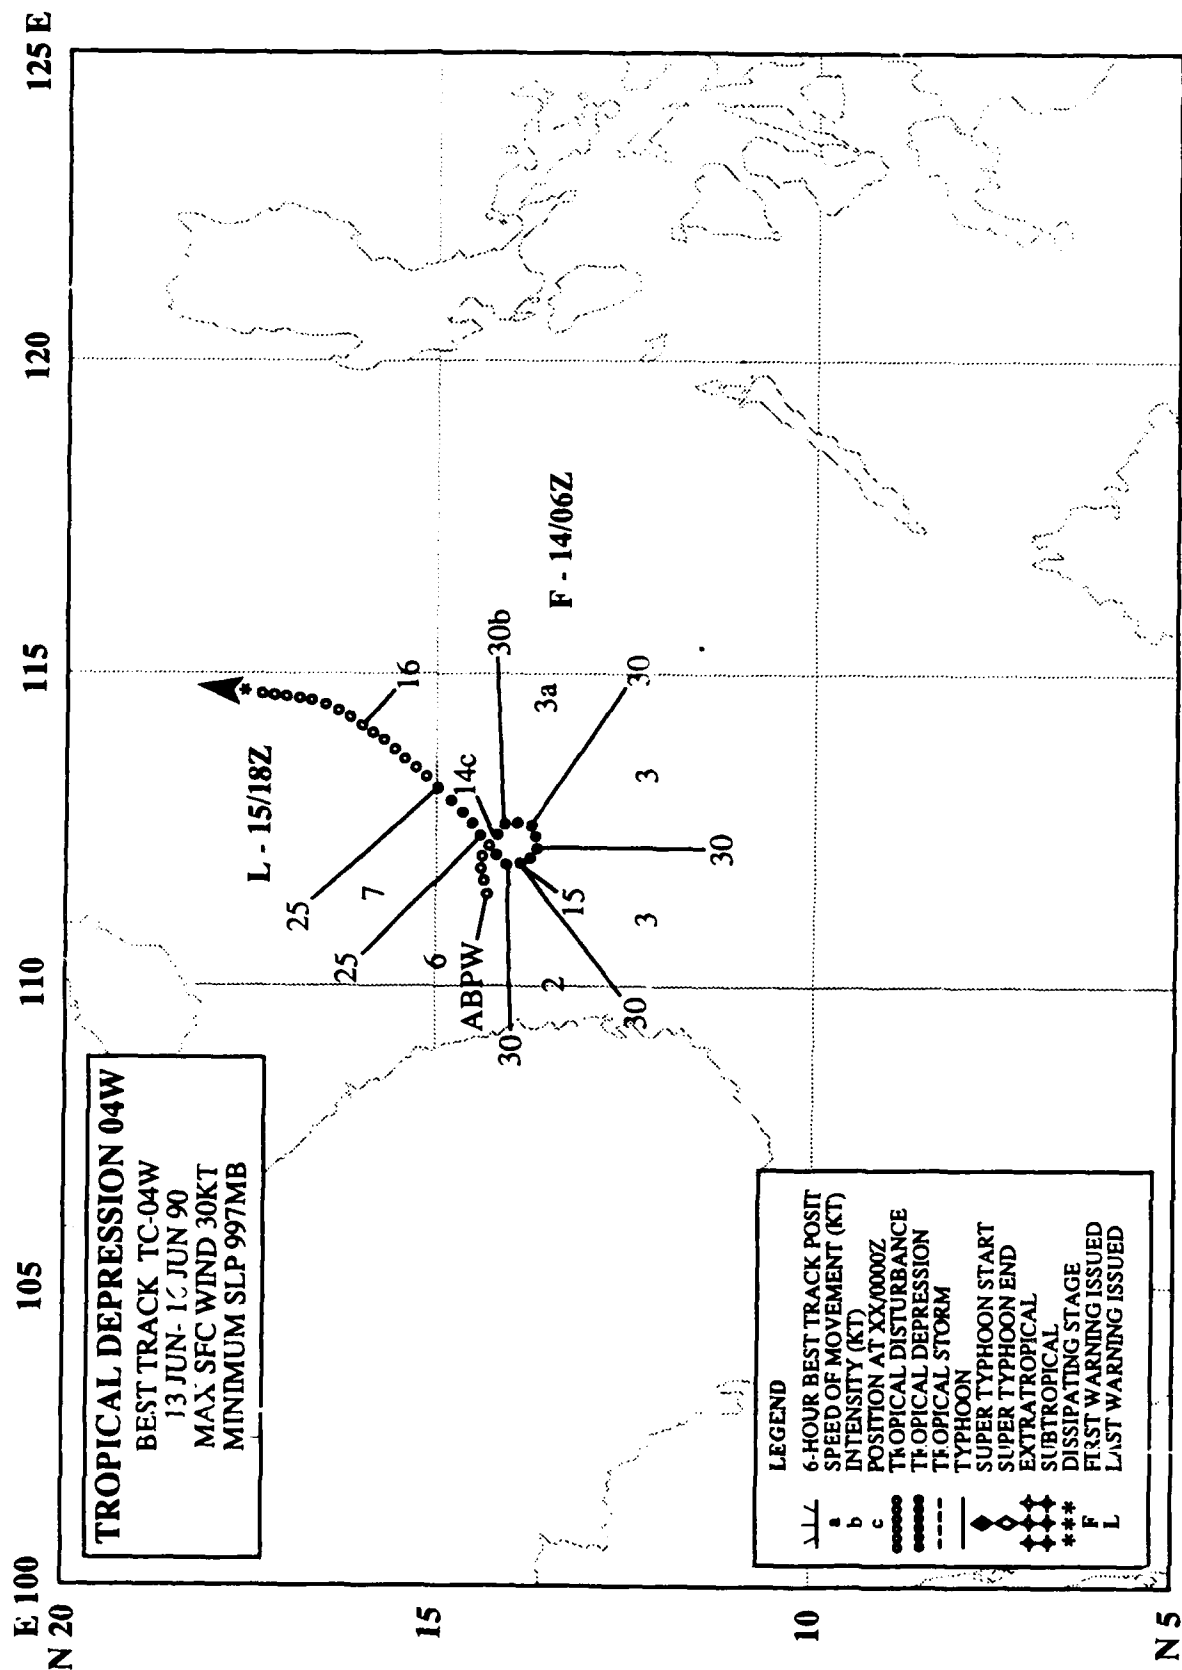 E 100
105
110
115
120
125 E
N 20
15
10
N 5
TROPICAL DEPRESSION 04W
BEST TRACK TC-04W
13 JUN- JUN 90
MAX SFC WIND 30KT
MINIMUM SLP 997MB
L - 15/18Z
F - 14/06Z
25
7
25
6
ABPW
30
2
30
15
3
30
3
30
3a
30b
14c
16
LEGEND
6-HOUR BEST TRACK POSIT
a SPEED OF MOVEMENT (KT)
b INTENSITY (KT)
c POSITION AT XX/0000Z
TROPICAL DISTURBANCE
TROPICAL DEPRESSION
TROPICAL STORM
TYPHOON
SUPER TYPHOON START
SUPER TYPHOON END
EXTRATROPICAL
SUBTROPICAL
*** DISSIPATING STAGE
F FIRST WARNING ISSUED
L LAST WARNING ISSUED